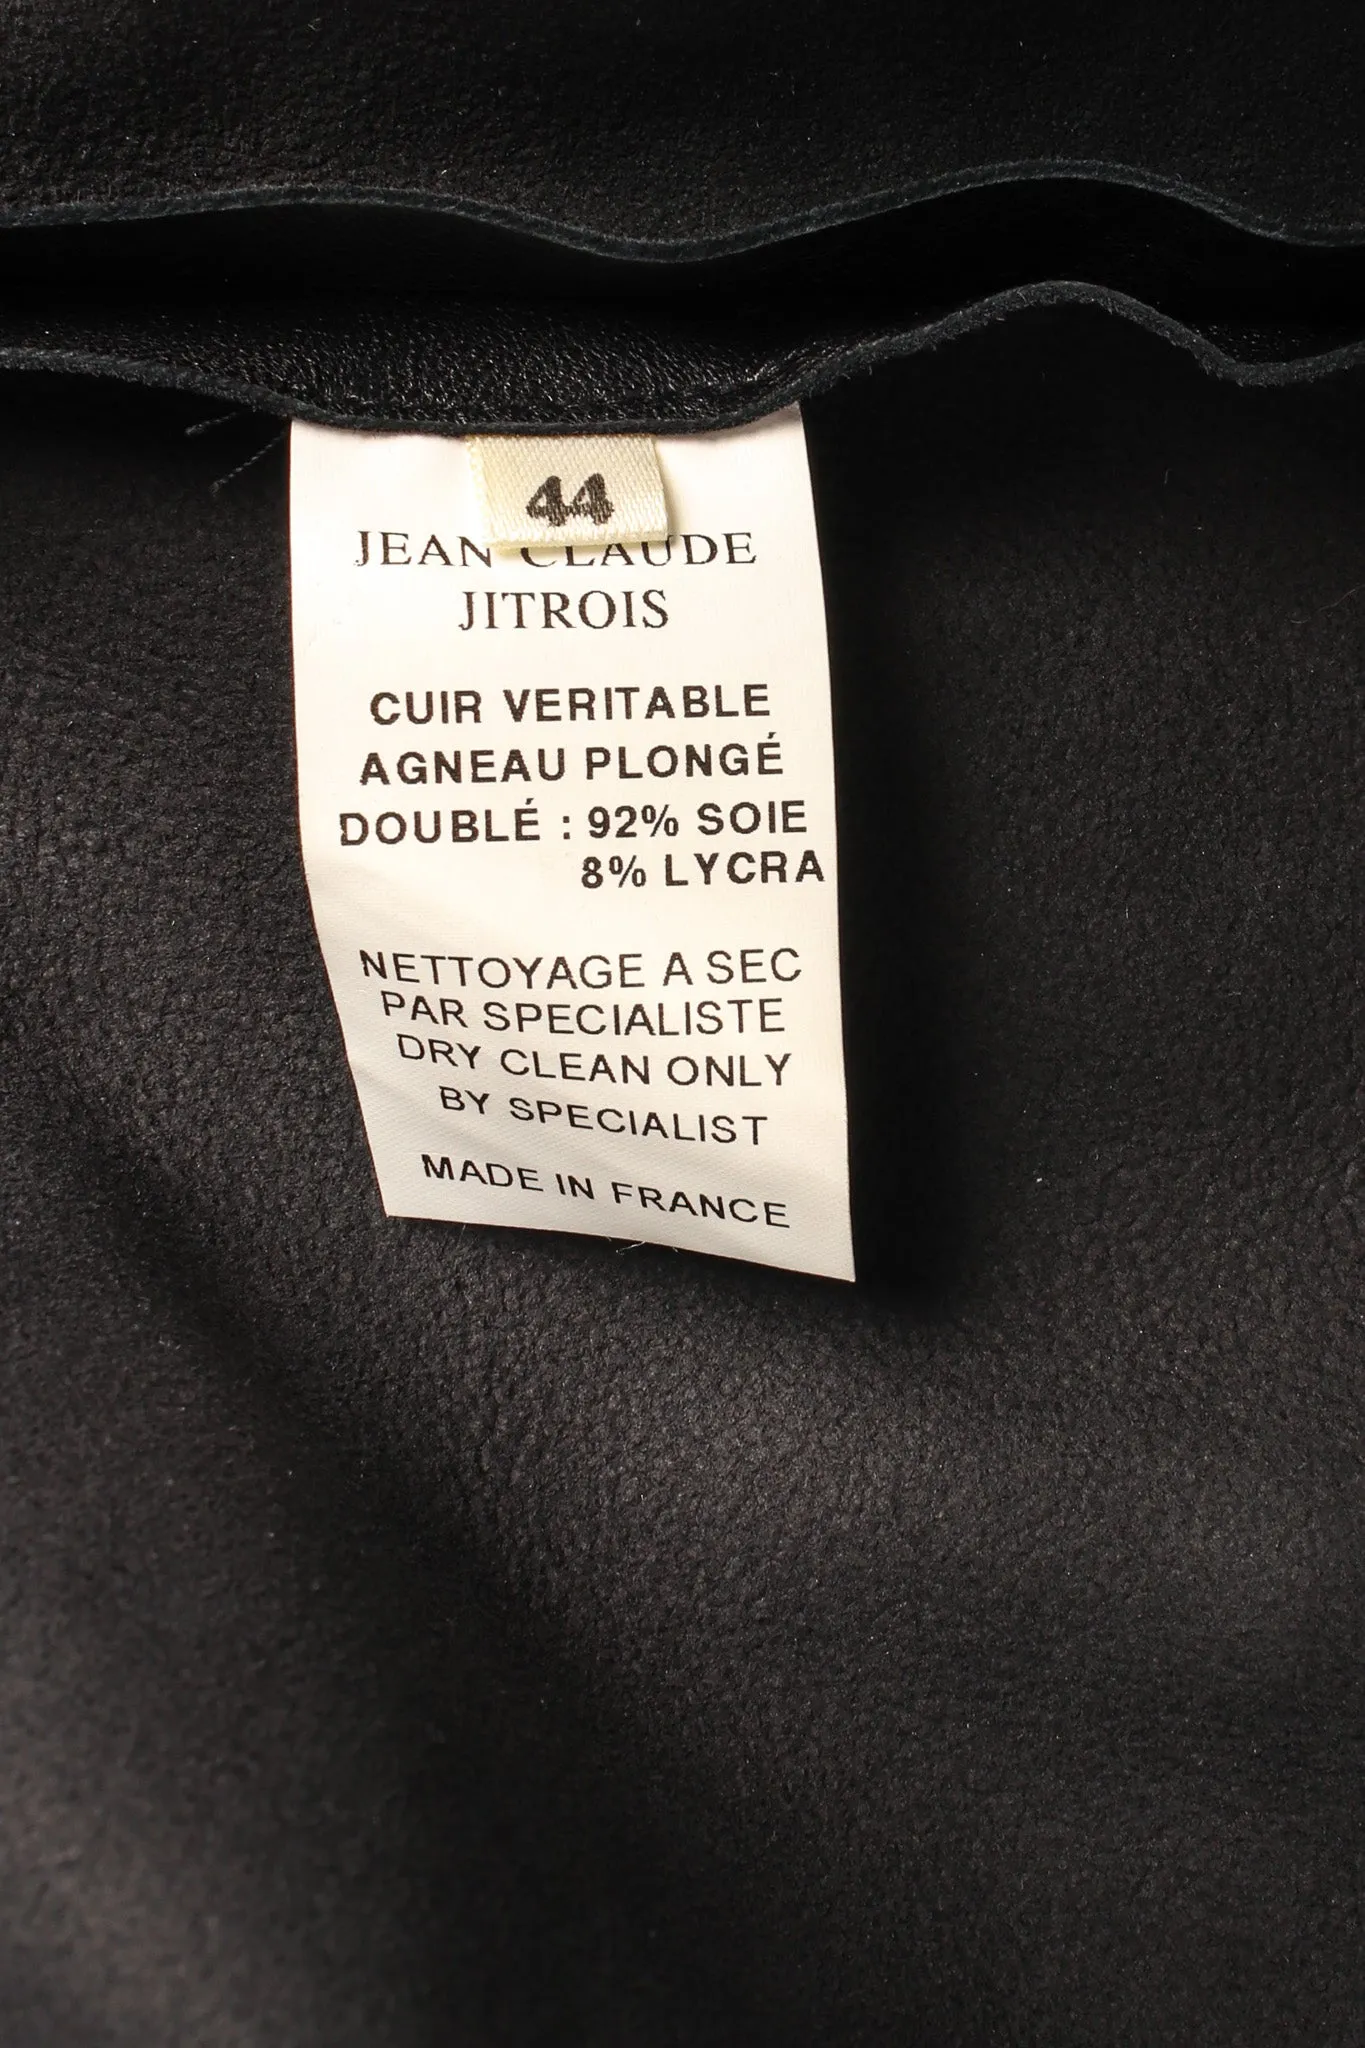 44
JEAN CLAUDE
JITROIS
CUIR VERITABLE
AGNEAU PLONGÉ
DOUBLÉ : 92% SOIE
8% LYCRA
NETTOYAGE A SEC
PAR SPECIALISTE
DRY CLEAN ONLY
BY SPECIALIST
MADE IN FRANCE